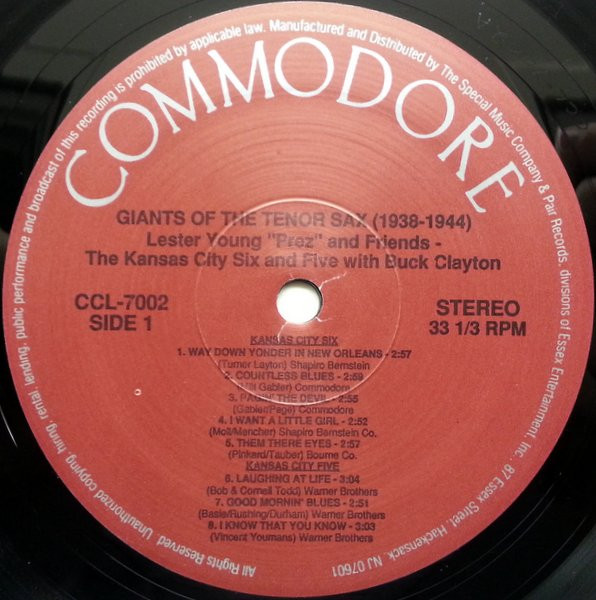 All Rights Reserved. Unauthorized copying, hiring, rental, lending, public performance and broadcast of this recording is prohibited by applicable law. Manufactured and Distributed by The Special Music Company & Pair Records, divisions of Essex Entertainment, Inc., 87 Essex Street, Hackensack, NJ 07601
COMMODORE
GIANTS OF THE TENOR SAX (1938-1944)
Lester Young "Prez" and Friends -
The Kansas City Six and Five with Buck Clayton
CCL-7002
SIDE 1
STEREO
33 1/3 RPM
KANSAS CITY SIX
1. WAY DOWN YONDER IN NEW ORLEANS - 2:57
(Turner Layton) Shapiro Bernstein
2. COUNTLESS BLUES - 2:59
(Milt Gabler) Commodore
3. PAGIN' THE DEVIL - 2:55
(Gabler/Page) Commodore
4. I WANT A LITTLE GIRL - 2:52
(Moll/Mencher) Shapiro Bernstein Co.
5. THEM THERE EYES - 2:57
(Pinkard/Tauber) Bourne Co.
KANSAS CITY FIVE
6. LAUGHING AT LIFE - 3:04
(Bob & Cornell Todd) Warner Brothers
7. GOOD MORNIN' BLUES - 2:51
(Basie/Rushing/Durham) Warner Brothers
8. I KNOW THAT YOU KNOW - 3:03
(Vincent Youmans) Warner Brothers